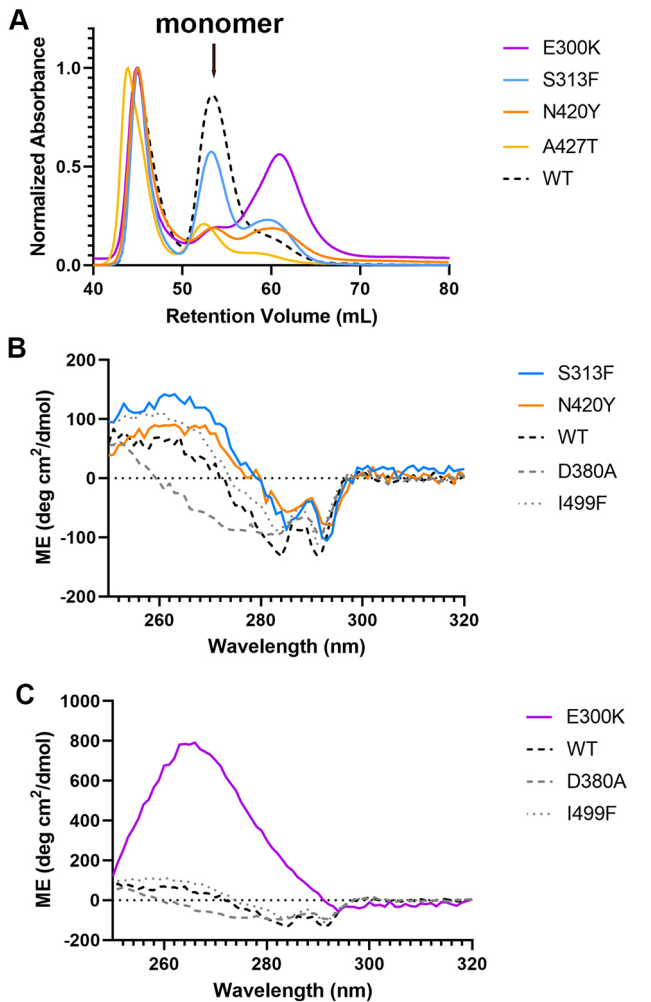 A
monomer
Normalized Absorbance
1.0
0.5
0.0
40 50 60 70 80
Retention Volume (mL)
E300K
S313F
N420Y
A427T
WT
B
ME (deg cm2/dmol)
200
100
0
-100
-200
260 280 300 320
Wavelength (nm)
S313F
N420Y
WT
D380A
I499F
C
ME (deg cm2/dmol)
1000
800
600
400
200
0
-200
260 280 300 320
Wavelength (nm)
E300K
WT
D380A
I499F